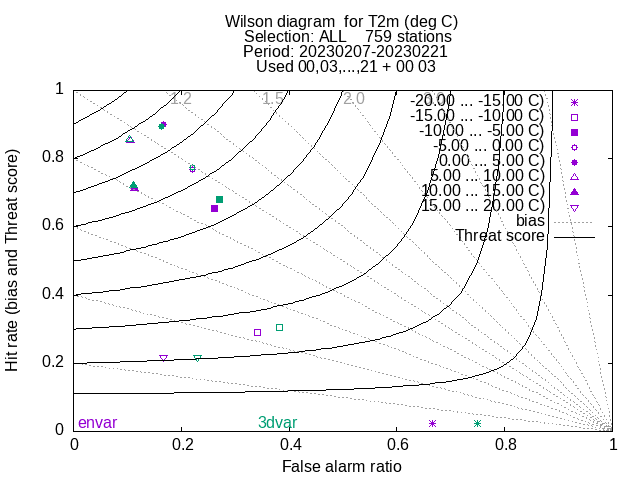 Wilson diagram  for T2m (deg C)
Selection: ALL    759 stations
Period: 20230207-20230221
Used 00,03,...,21 + 00 03
1.2 1.5 2.0
-20.00 ... -15.00 C)
-15.00 ... -10.00 C)
-10.00 ... -5.00 C)
-5.00 ... 0.00 C)
0.00 ... 5.00 C)
5.00 ... 10.00 C)
10.00 ... 15.00 C)
15.00 ... 20.00 C)
bias
Threat score
Hit rate (bias and Threat score)
1
0.8
0.6
0.4
0.2
0
envar 3dvar
0 0.2 0.4 0.6 0.8 1
False alarm ratio